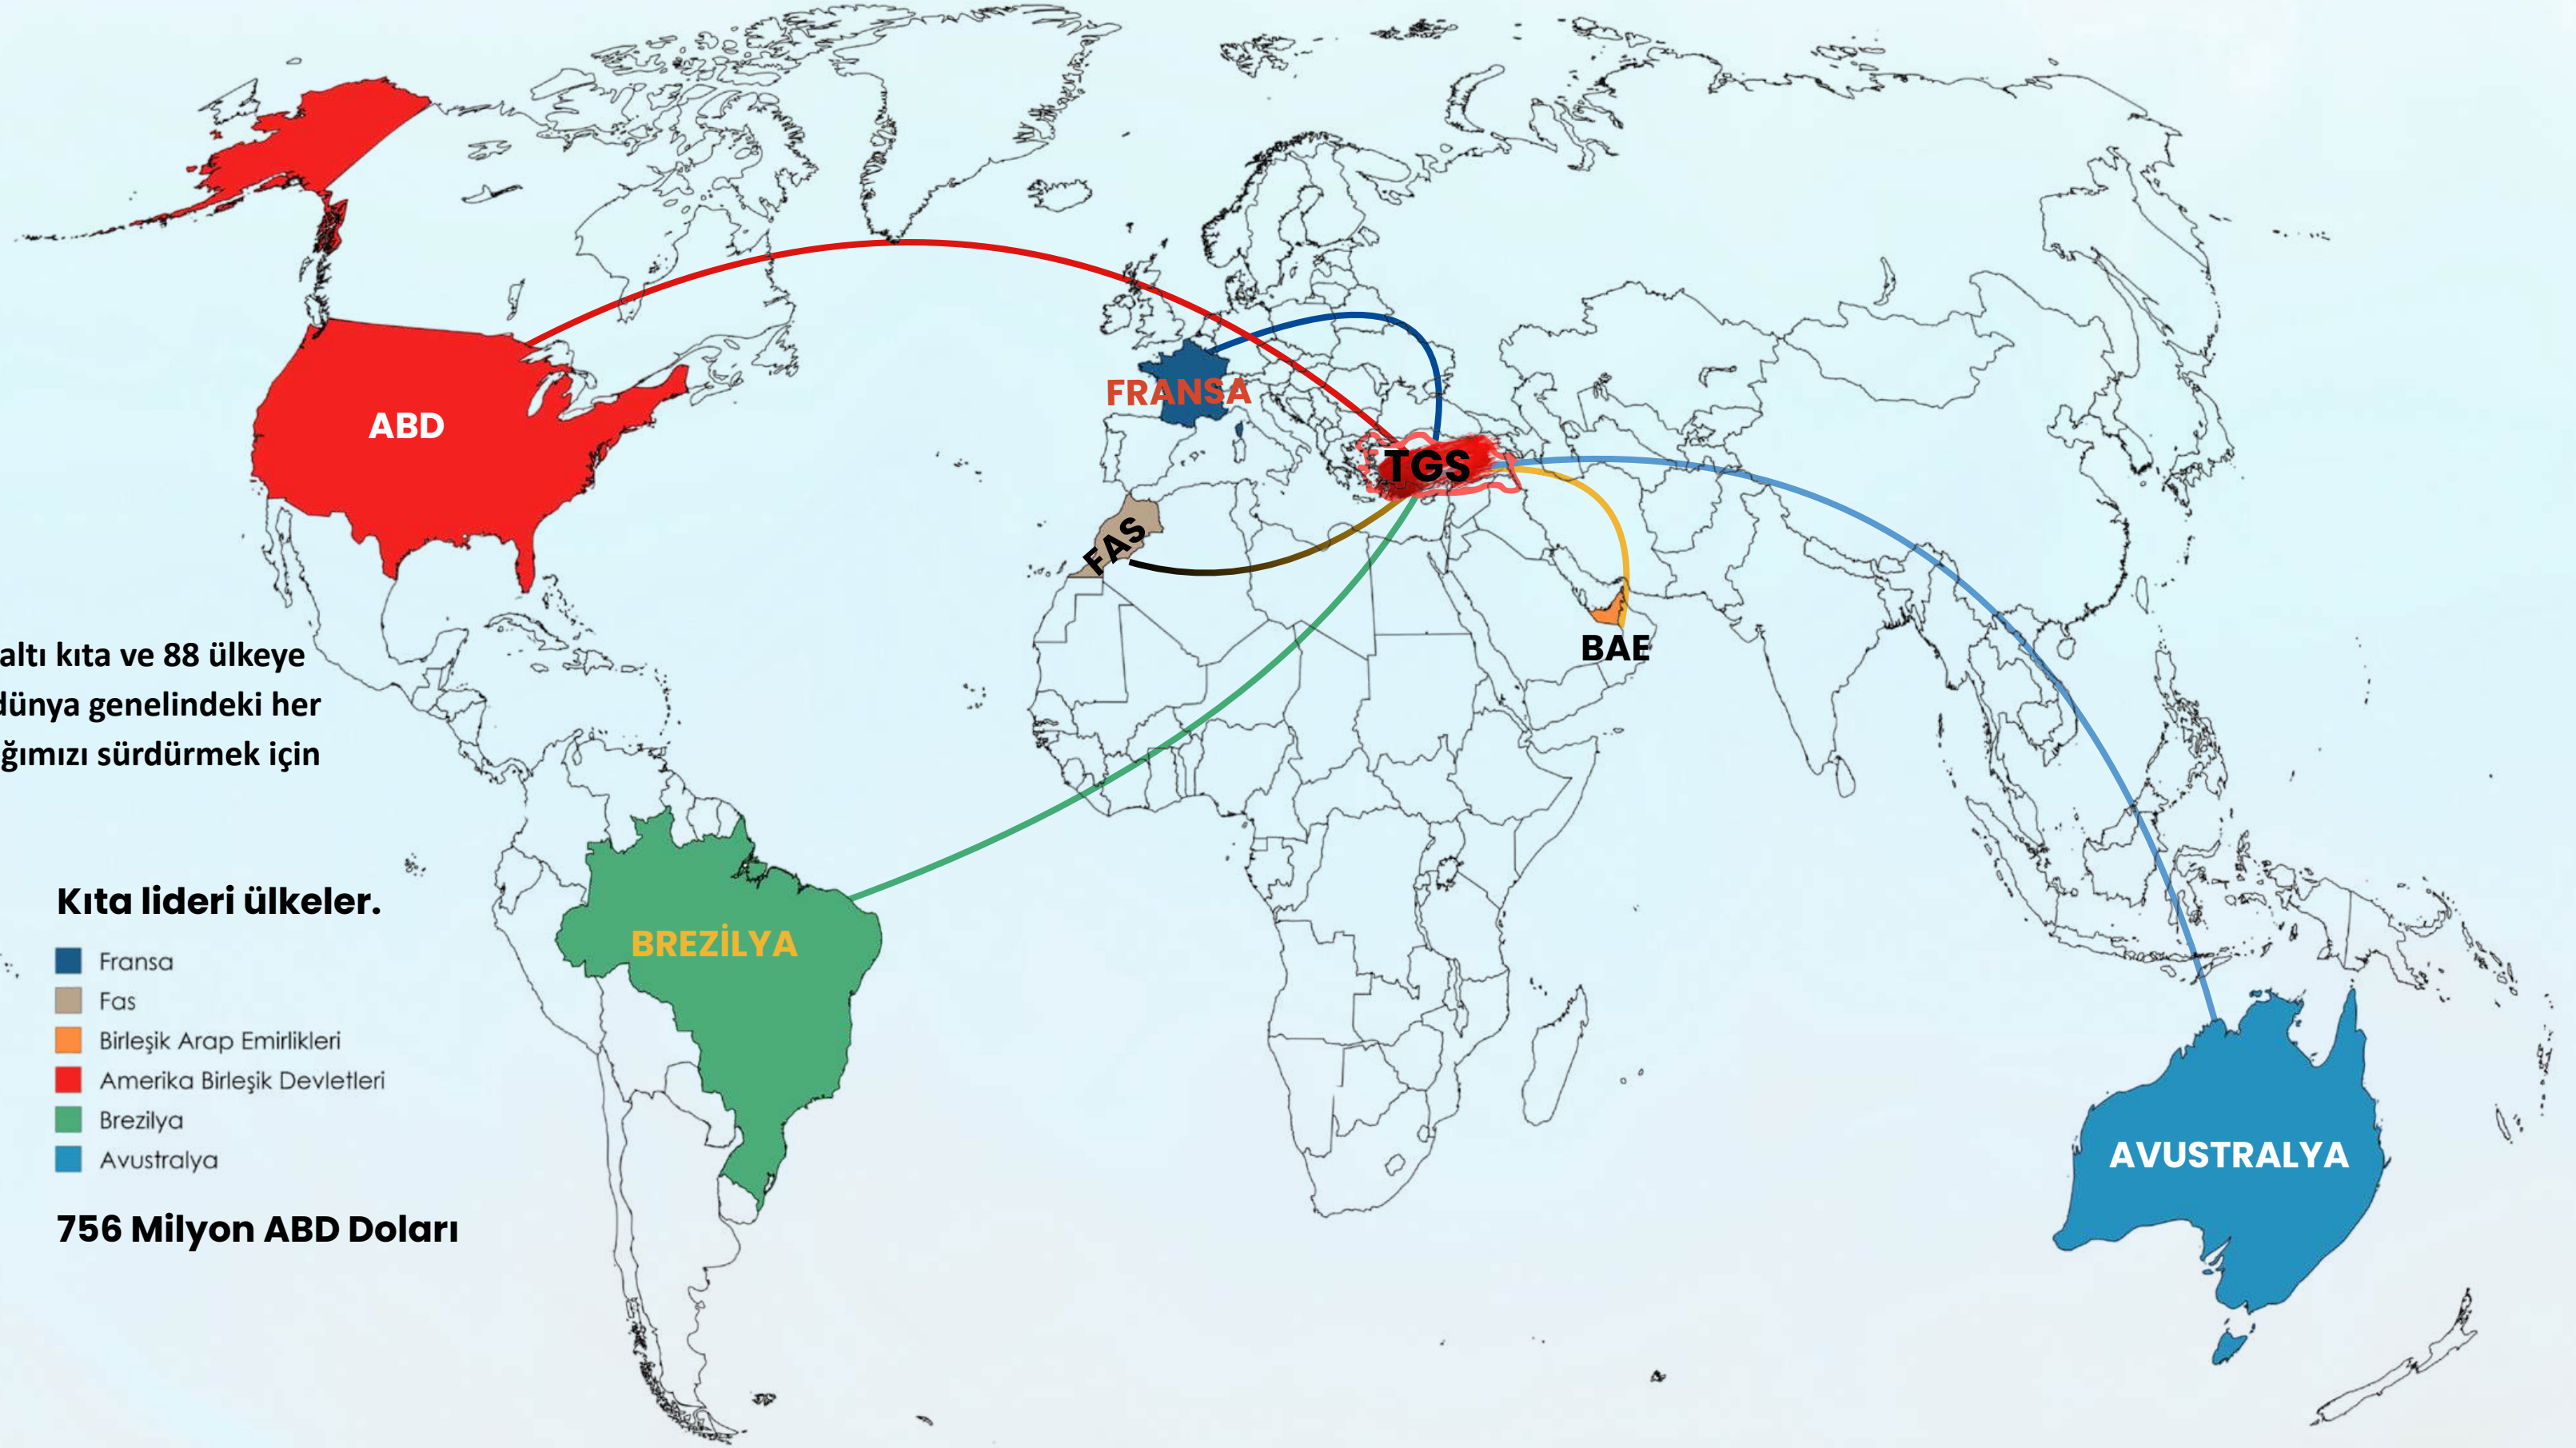 ABD
FRANSA
TGS
FAS
BAE
altı kıta ve 88 ülkeye
dünya genelindeki her
ğımızı sürdürmek için
Kıta lideri ülkeler.
BREZİLYA
Fransa
Fas
Birleşik Arap Emirlikleri
Amerika Birleşik Devletleri
Brezilya
Avustralya
AVUSTRALYA
756 Milyon ABD Doları